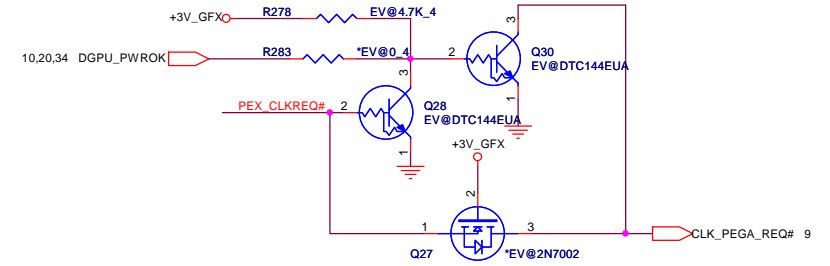 3
R278 EV@4.7K_4
+3V_GFX
R283 *EV@0_4
Q30
10,20,34 DGPU_PWROK
2
EV@DTC144EUA
3
1
PEX_CLKREQ# 2
Q28
EV@DTC144EUA
1
+3V_GFX
2
1 3
CLK_PEGA_REQ# 9
Q27 *EV@2N7002